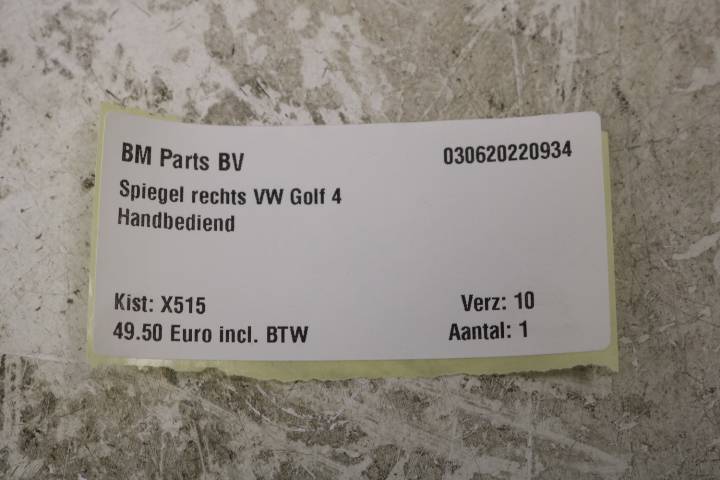 BM Parts BV
030620220934
Spiegel rechts VW Golf 4
Handbediend
Kist: X515
Verz: 10
49.50 Euro incl. BTW
Aantal: 1